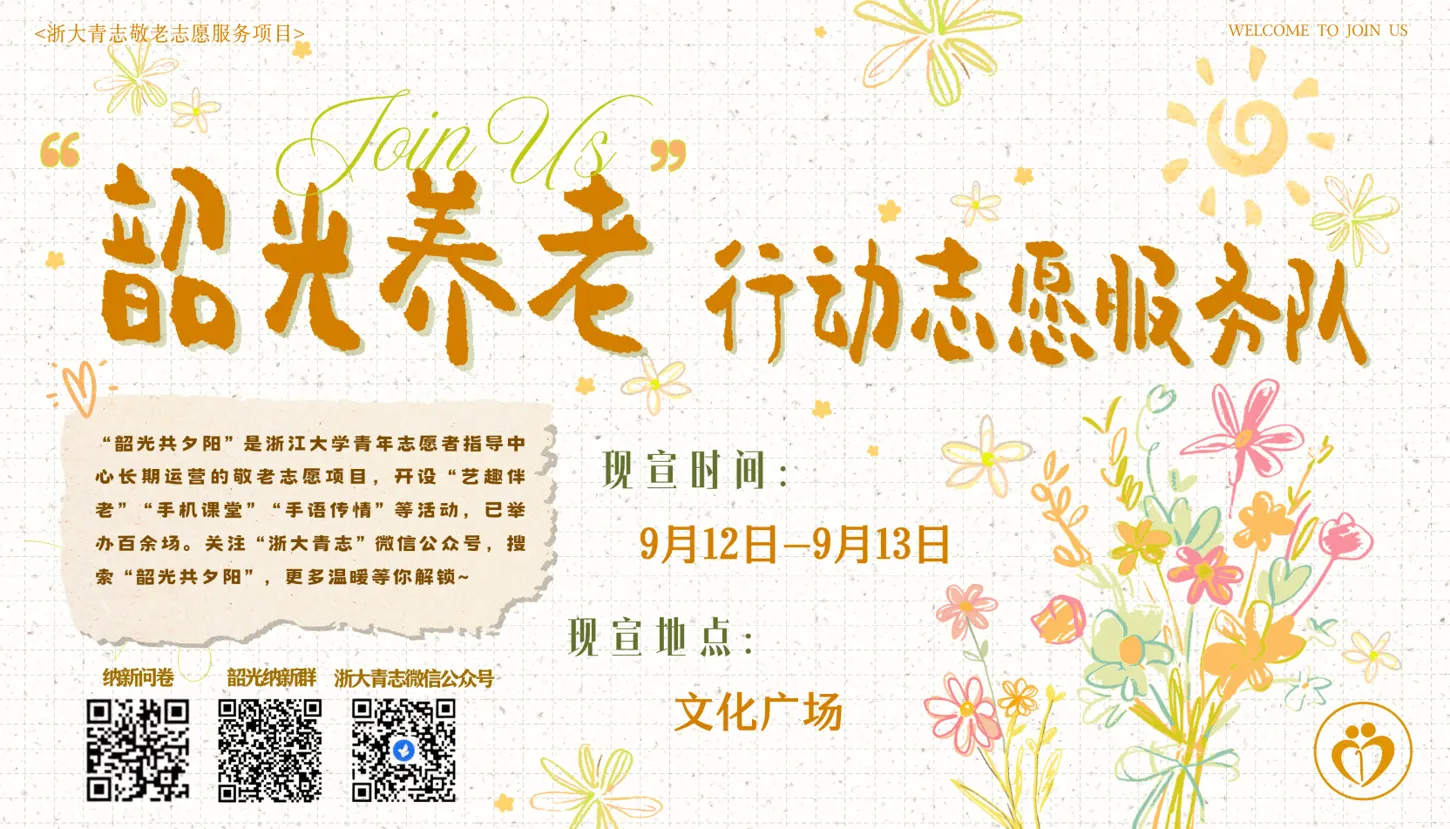 <浙大青志敬老志愿服务项目>
WELCOME TO JOIN US
Join Us
“韶光养老”行动志愿服务队
“韶光共夕阳”是浙江大学青年志愿者指导中
心长期运营的敬老志愿项目，开设“艺趣伴
老”“手机课堂”“手语传情”等活动，已举
办百余场。关注“浙大青志”微信公众号，搜
索“韶光共夕阳”，更多温暖等你解锁~
现宣时间：
9月12日—9月13日
现宣地点：
文化广场
纳新问卷
韶光纳新群
浙大青志微信公众号